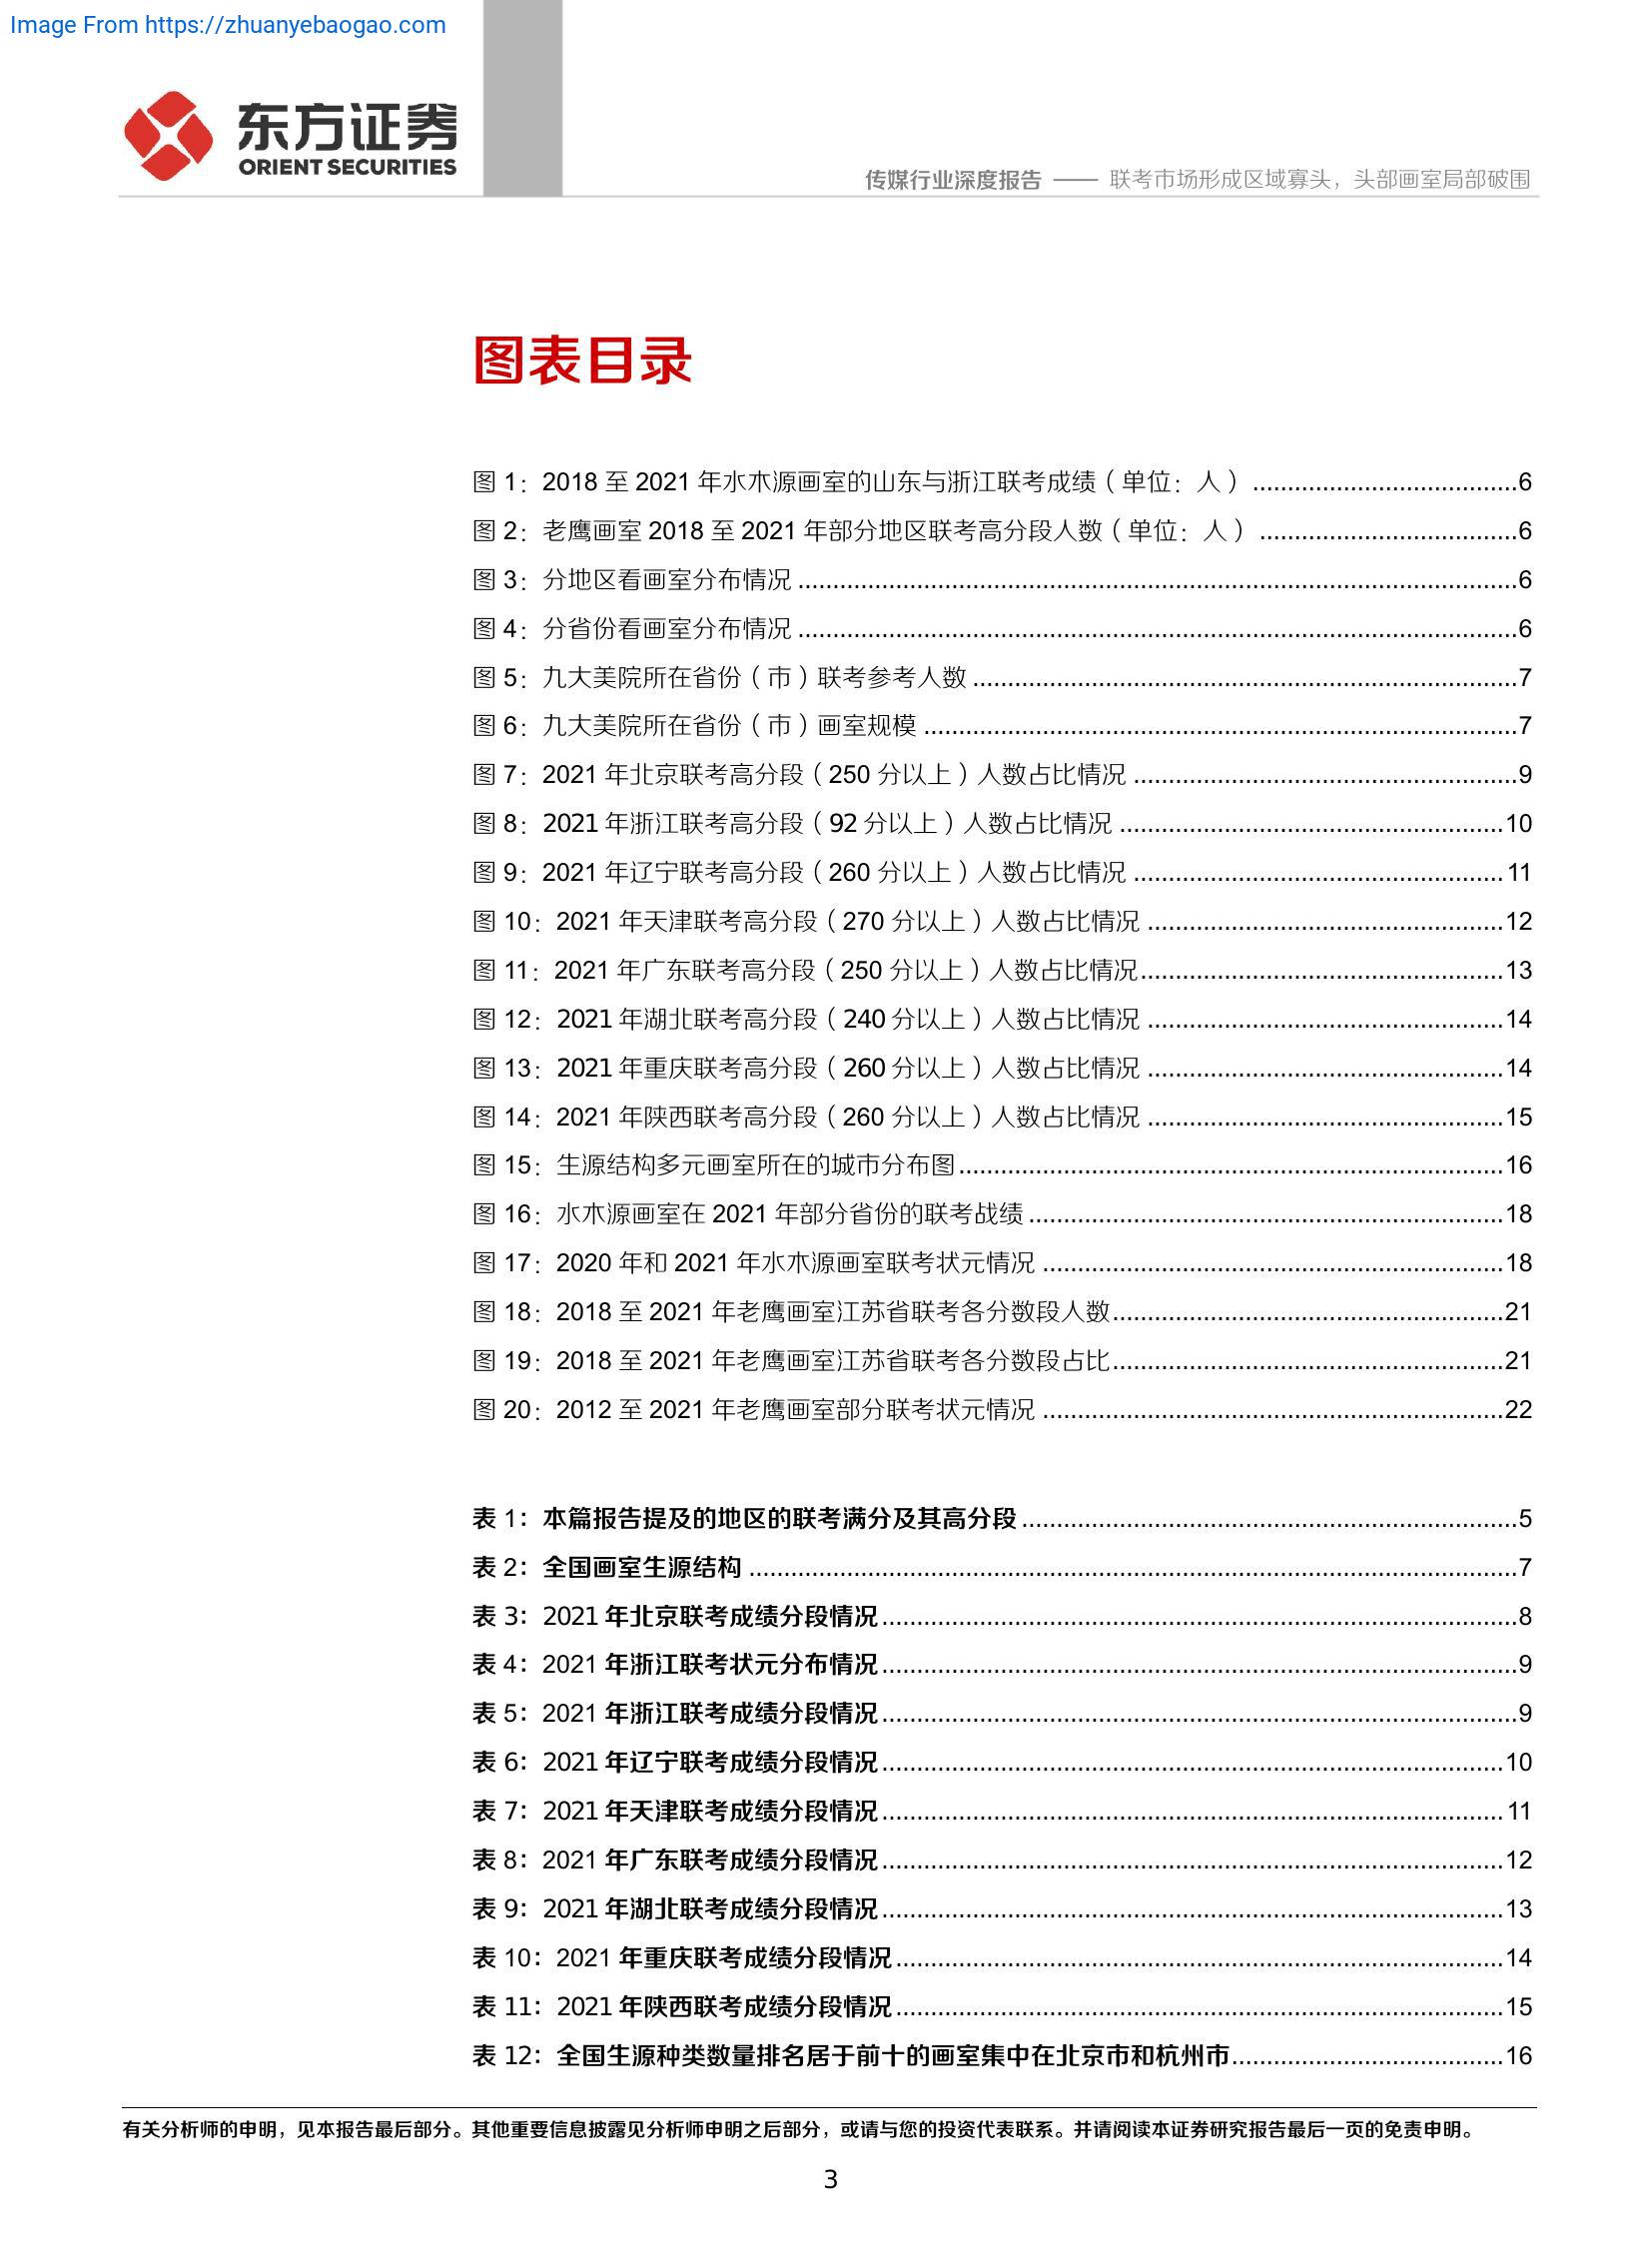 Image From https://zhuanyebaogao.com
东方证券
ORIENT SECURITIES
传媒行业深度报告 —— 联考市场形成区域寡头，头部画室局部破围
图表目录
图 1：2018 至 2021 年水木源画室的山东与浙江联考成绩（单位：人）......................................6
图 2：老鹰画室 2018 至 2021 年部分地区联考高分段人数（单位：人）.....................................6
图 3：分地区看画室分布情况.......................................................................................................6
图 4：分省份看画室分布情况.......................................................................................................6
图 5：九大美院所在省份（市）联考参考人数..............................................................................7
图 6：九大美院所在省份（市）画室规模.....................................................................................7
图 7：2021 年北京联考高分段（250 分以上）人数占比情况.......................................................9
图 8：2021 年浙江联考高分段（92 分以上）人数占比情况.......................................................10
图 9：2021 年辽宁联考高分段（260 分以上）人数占比情况.....................................................11
图 10：2021 年天津联考高分段（270 分以上）人数占比情况...................................................12
图 11：2021 年广东联考高分段（250 分以上）人数占比情况....................................................13
图 12：2021 年湖北联考高分段（240 分以上）人数占比情况...................................................14
图 13：2021 年重庆联考高分段（260 分以上）人数占比情况...................................................14
图 14：2021 年陕西联考高分段（260 分以上）人数占比情况...................................................15
图 15：生源结构多元画室所在的城市分布图..............................................................................16
图 16：水木源画室在 2021 年部分省份的联考战绩....................................................................18
图 17：2020 年和 2021 年水木源画室联考状元情况..................................................................18
图 18：2018 至 2021 年老鹰画室江苏省联考各分数段人数........................................................21
图 19：2018 至 2021 年老鹰画室江苏省联考各分数段占比........................................................21
图 20：2012 至 2021 年老鹰画室部分联考状元情况..................................................................22
表 1：本篇报告提及的地区的联考满分及其高分段.......................................................................5
表 2：全国画室生源结构..............................................................................................................7
表 3：2021 年北京联考成绩分段情况...........................................................................................8
表 4：2021 年浙江联考状元分布情况...........................................................................................9
表 5：2021 年浙江联考成绩分段情况...........................................................................................9
表 6：2021 年辽宁联考成绩分段情况.........................................................................................10
表 7：2021 年天津联考成绩分段情况.........................................................................................11
表 8：2021 年广东联考成绩分段情况.........................................................................................12
表 9：2021 年湖北联考成绩分段情况.........................................................................................13
表 10：2021 年重庆联考成绩分段情况.......................................................................................14
表 11：2021 年陕西联考成绩分段情况.......................................................................................15
表 12：全国生源种类数量排名居于前十的画室集中在北京市和杭州市.......................................16
有关分析师的申明，见本报告最后部分。其他重要信息披露见分析师申明之后部分，或请与您的投资代表联系。并请阅读本证券研究报告最后一页的免责申明。
3